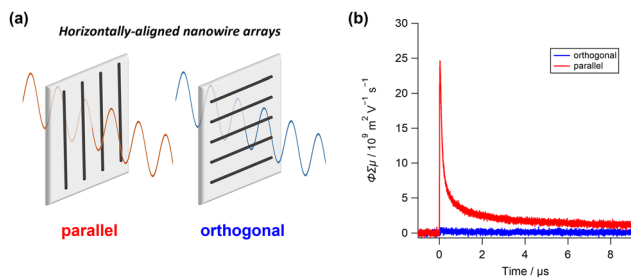 (a)
Horizontally-aligned nanowire arrays
parallel
orthogonal
(b)
30
25
20
15
10
5
0
ΦΣμ / 10⁹ m² V⁻¹ s⁻¹
orthogonal
parallel
0 2 4 6 8
Time / μs